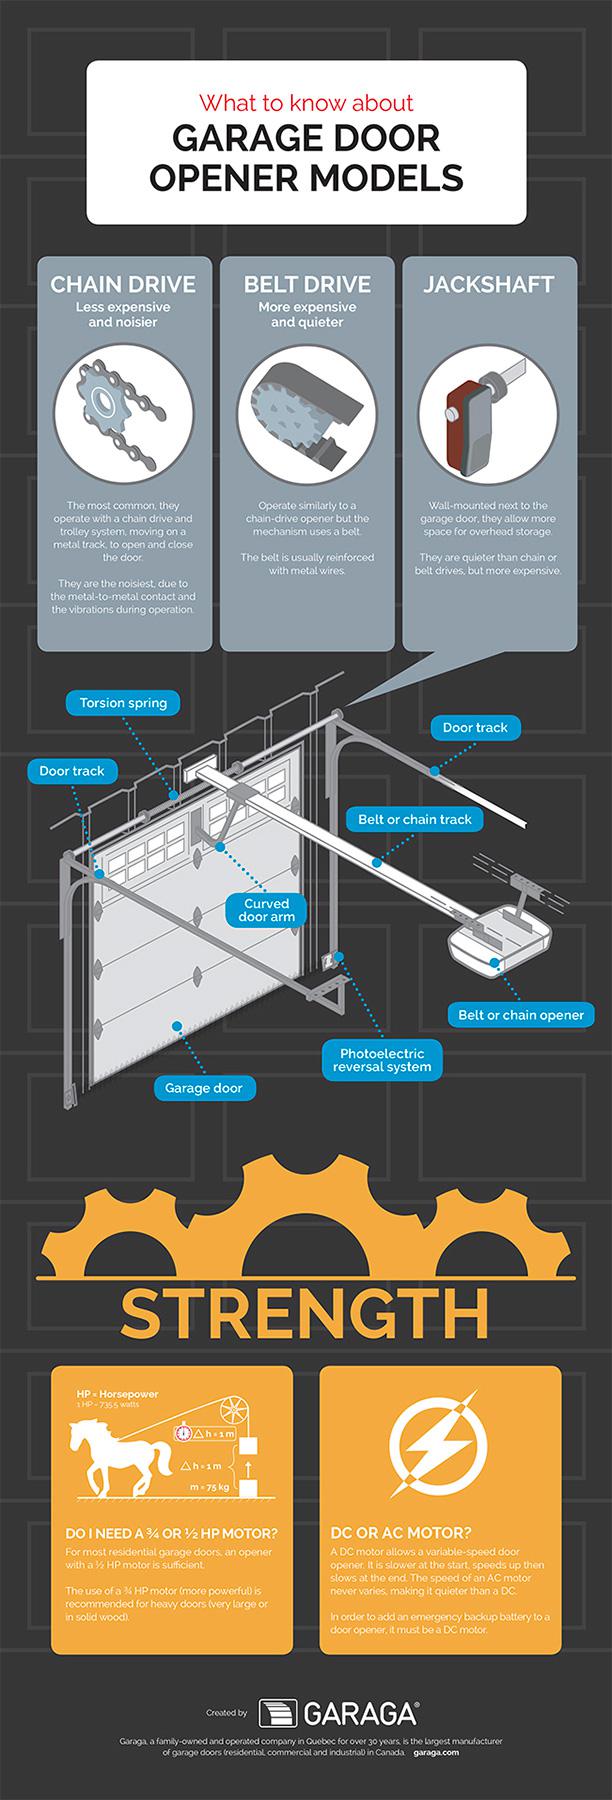 What to know about
GARAGE DOOR
OPENER MODELS
CHAIN DRIVE
Less expensive
and noisier
The most common, they
operate with a chain drive and
trolley system, moving on a
metal track, to open and close
the door.
They are the noisiest, due to
the metal-to-metal contact and
the vibrations during operation.
BELT DRIVE
More expensive
and quieter
Operate similarly to a
chain-drive opener but the
mechanism uses a belt.
The belt is usually reinforced
with metal wires.
JACKSHAFT
Wall-mounted next to the
garage door, they allow more
space for overhead storage.
They are quieter than chain or
belt drives, but more expensive.
Torsion spring
Door track
Door track
Belt or chain track
Curved
door arm
Belt or chain opener
Photoelectric
reversal system
Garage door
STRENGTH
HP = Horsepower
1 HP = 735.5 watts
△ h = 1 m
△ h = 1 m
m = 75 kg
DO I NEED A ¾ OR ½ HP MOTOR?
For most residential garage doors, an opener
with a ½ HP motor is sufficient.
The use of a ¾ HP motor (more powerful) is
recommended for heavy doors (very large or
in solid wood).
DC OR AC MOTOR?
A DC motor allows a variable-speed door
opener. It is slower at the start, speeds up then
slows at the end. The speed of an AC motor
never varies, making it quieter than a DC.
In order to add an emergency backup battery to a
door opener, it must be a DC motor.
Created by
GARAGA®
Garaga, a family-owned and operated company in Quebec for over 30 years, is the largest manufacturer
of garage doors (residential, commercial and industrial) in Canada. garaga.com